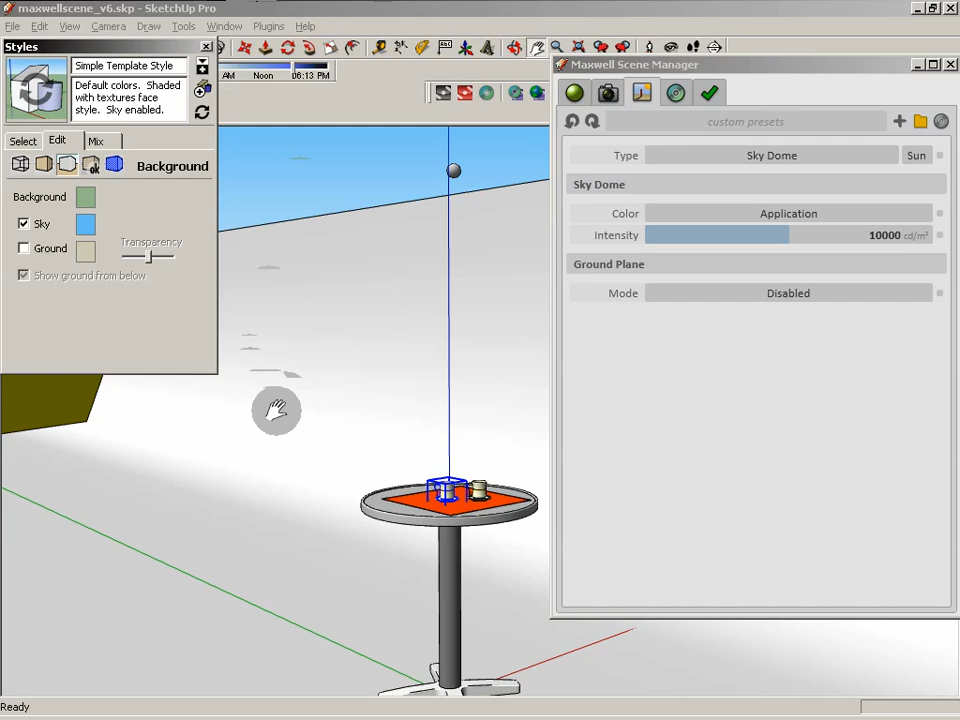 maxwellscene_v6.skp - SketchUp Pro
File Edit View Camera Draw Tools Window Plugins Help
Styles
Simple Template Style
Default colors. Shaded
with textures face
style. Sky enabled.
Select Edit Mix
Background
Background
Sky
Ground
Transparency
Show ground from below
AM Noon 06:13 PM
Maxwell Scene Manager
custom presets
Type Sky Dome Sun
Sky Dome
Color Application
Intensity 10000 cd/m²
Ground Plane
Mode Disabled
Ready